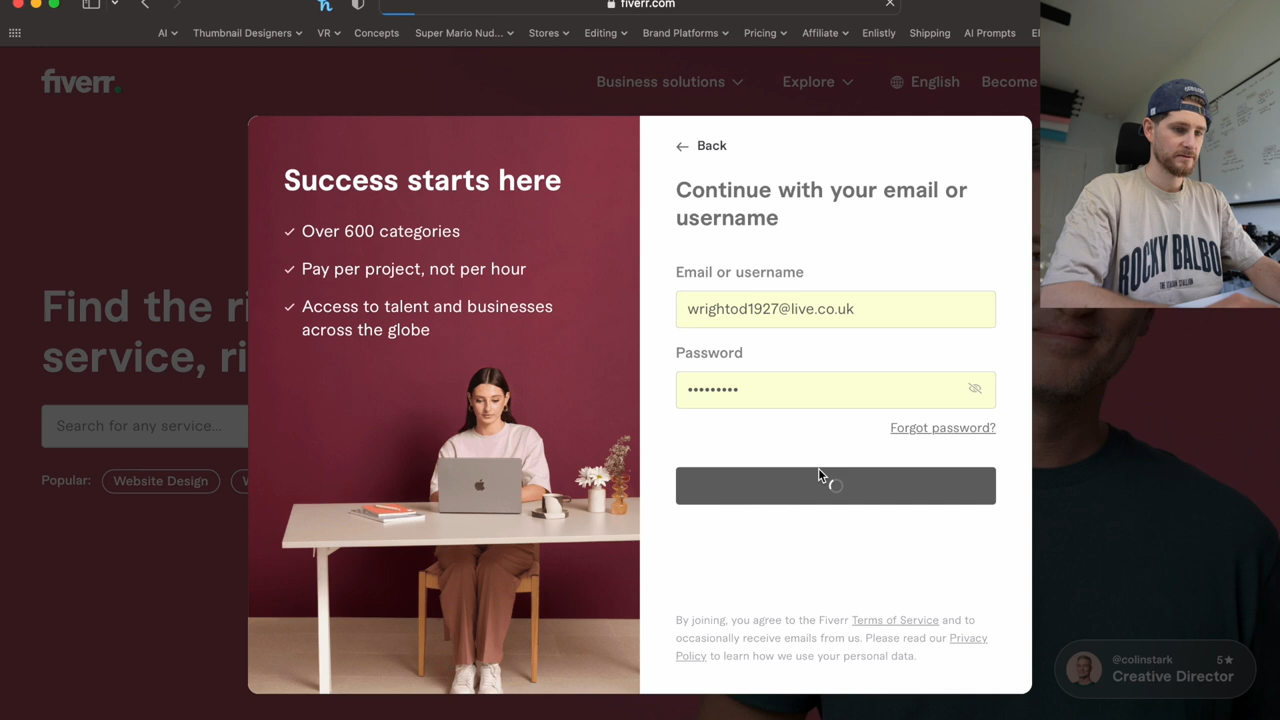 fiverr.com
AI
Thumbnail Designers
VR
Concepts
Super Mario Nud...
Stores
Editing
Brand Platforms
Pricing
Affiliate
Enlistly
Shipping
AI Prompts
fiverr.
Business solutions
Explore
English
Become
Success starts here
Over 600 categories
Pay per project, not per hour
Access to talent and businesses
across the globe
Back
Continue with your email or
username
Email or username
wrightod1927@live.co.uk
Password
•••••••••
Forgot password?
By joining, you agree to the Fiverr Terms of Service and to
occasionally receive emails from us. Please read our Privacy
Policy to learn how we use your personal data.
Find the ri
service, ri
Search for any service...
Popular:
Website Design
ROCKY BALBO
@colinstark
5★
Creative Director